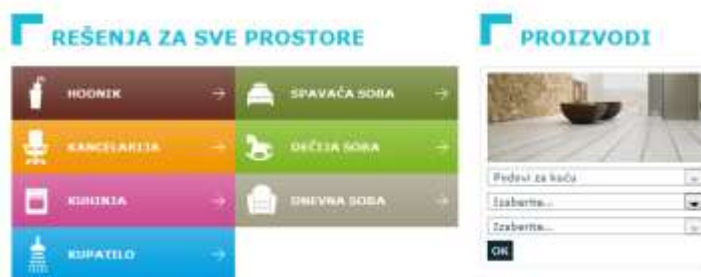 REŠENJA ZA SVE PROSTORE
HODNIK
SPAVAĆA SOBA
KANCELARIJA
DEČIJA SOBA
KUHINJA
DNEVNA SOBA
KUPATILO
PROIZVODI
Podovi za kuću
Izaberite...
Izaberite...
OK